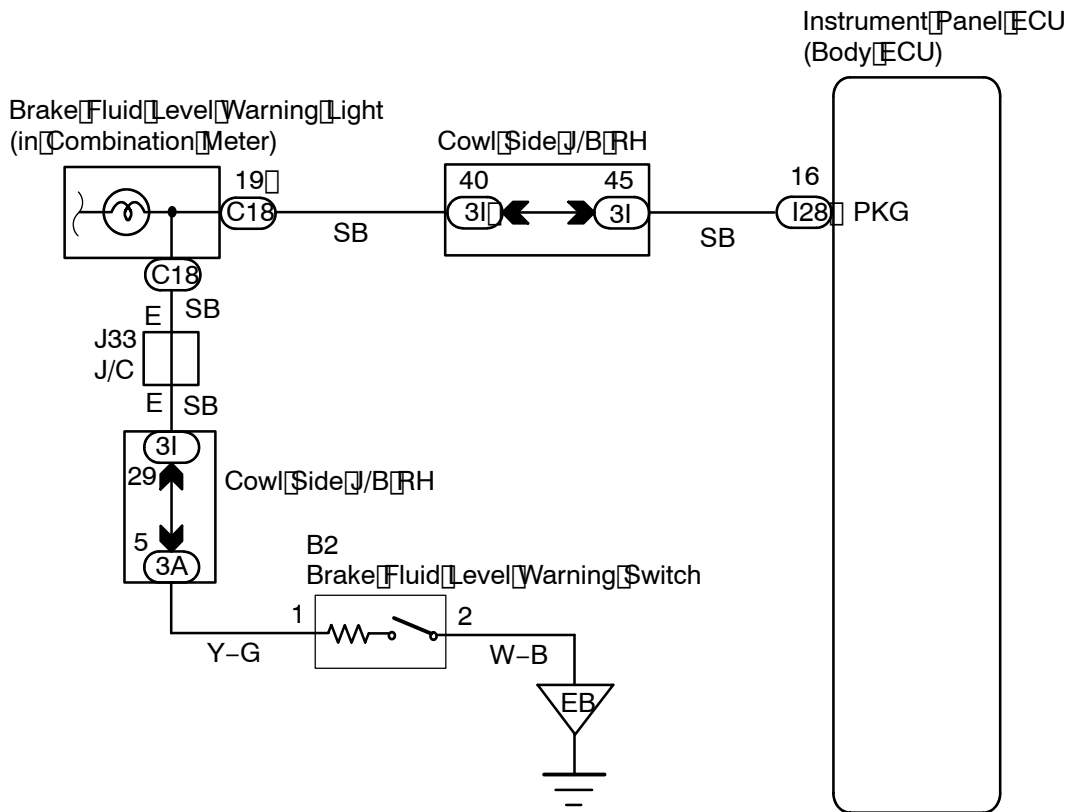 Instrument Panel ECU
(Body ECU)
Brake Fluid Level Warning Light
(in Combination Meter)
Cowl Side J/B RH
19
40
45
16
C18
3I
3I
I28
PKG
SB
SB
C18
E
SB
J33
J/C
E
SB
3I
29
Cowl Side J/B RH
5
3A
B2
Brake Fluid Level Warning Switch
1
2
Y–G
W–B
EB